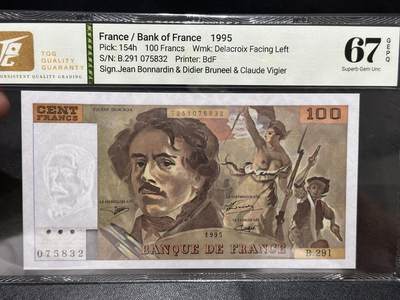 France / Bank of France 1995
Pick: 154h 100 Francs Wmk: Delacroix Facing Left
S/N: B.291 075832 Printer: BdF
Sign.Jean Bonnardin & Didier Bruneel & Claude Vigier
TQG
QUALITY
GUARANTY
CONSISTENT QUALITY GRADING
67
GEPQ
Superb Gem Unc
CENT
FRANCS
100
075832
1995
BANQUE DE FRANCE
B.291